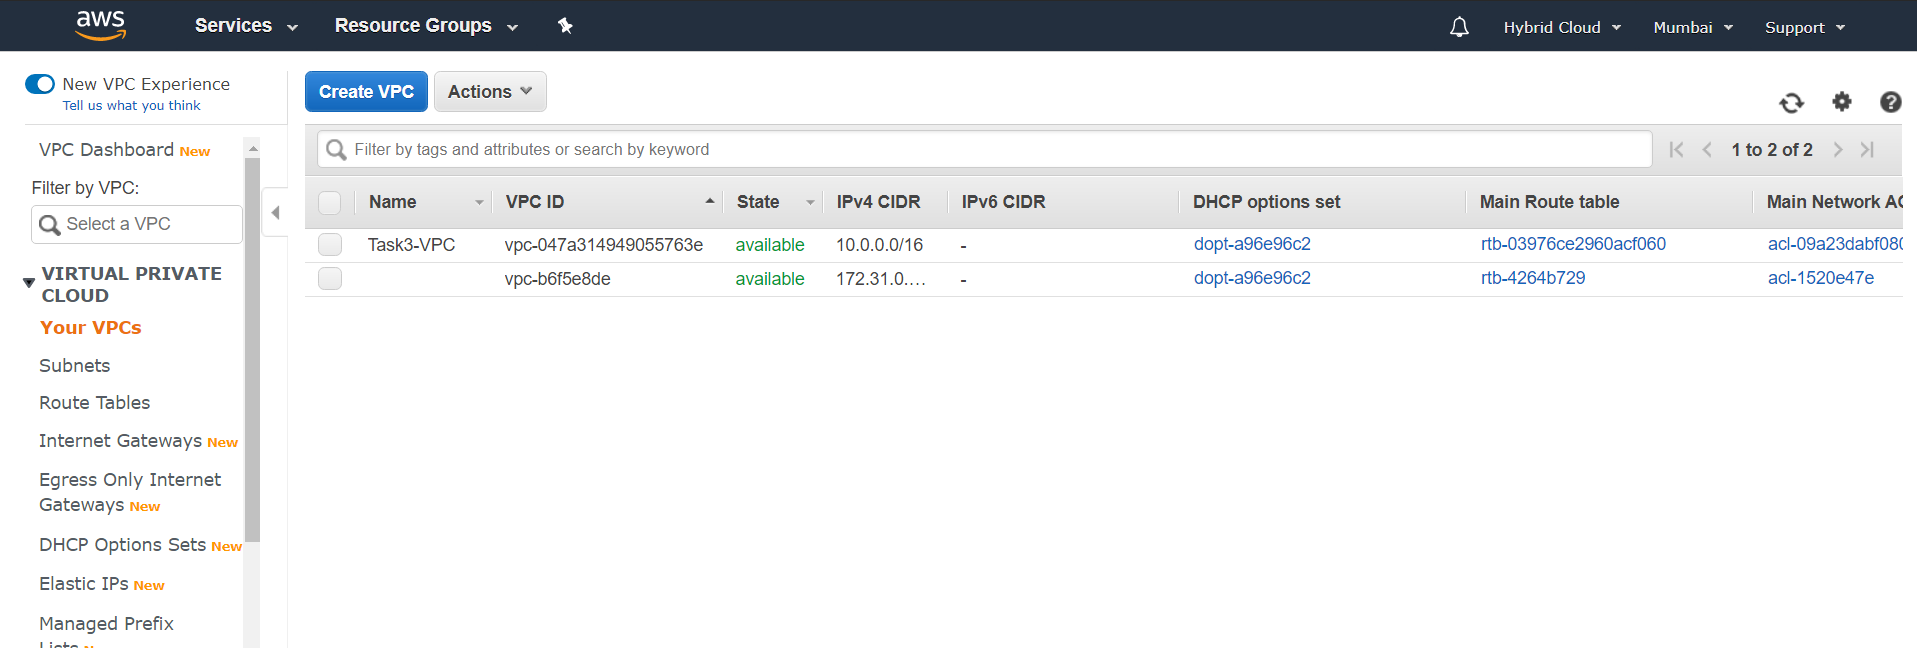 aws Services Resource Groups Hybrid Cloud Mumbai Support
New VPC Experience
Tell us what you think
VPC Dashboard New
Filter by VPC:
Select a VPC
VIRTUAL PRIVATE
CLOUD
Your VPCs
Subnets
Route Tables
Internet Gateways New
Egress Only Internet
Gateways New
DHCP Options Sets New
Elastic IPs New
Managed Prefix
Lists
Create VPC Actions
Filter by tags and attributes or search by keyword 1 to 2 of 2
Name VPC ID State IPv4 CIDR IPv6 CIDR DHCP options set Main Route table Main Network AC
Task3-VPC vpc-047a314949055763e available 10.0.0.0/16 - dopt-a96e96c2 rtb-03976ce2960acf060 acl-09a23dabf080
vpc-b6f5e8de available 172.31.0.... - dopt-a96e96c2 rtb-4264b729 acl-1520e47e